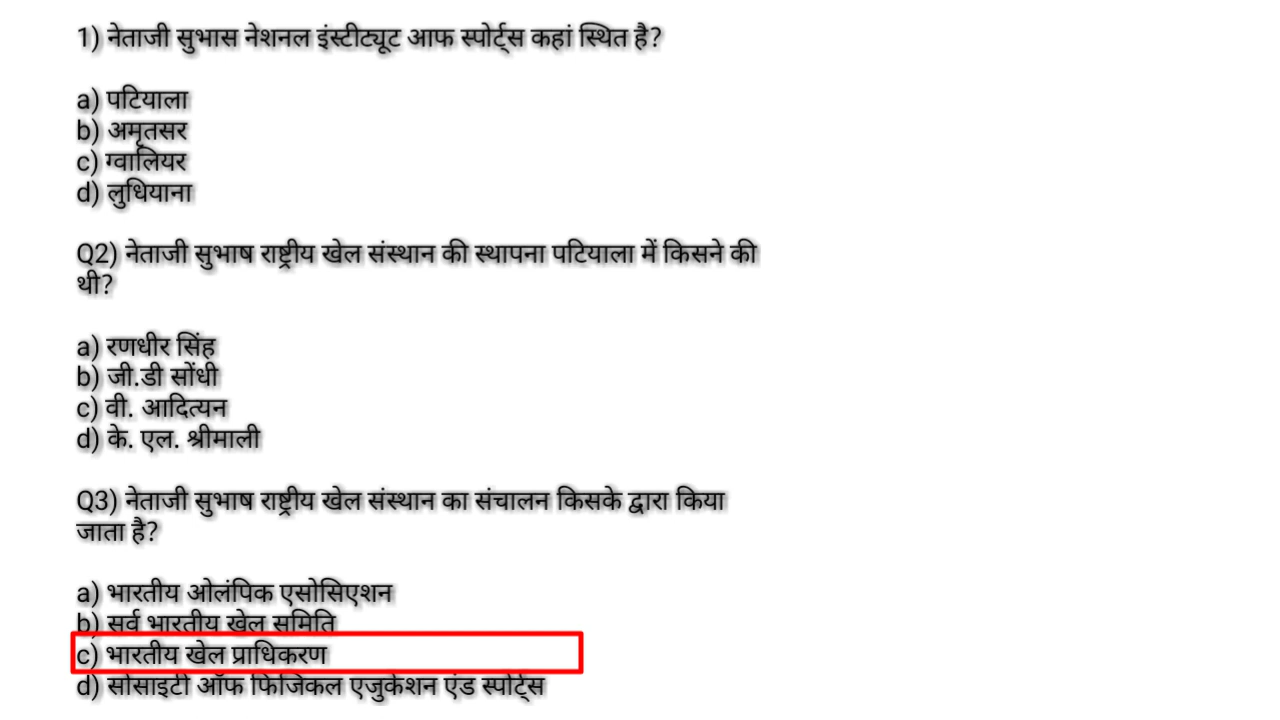 1) नेताजी सुभास नेशनल इंस्टीट्यूट आफ स्पोर्ट्स कहां स्थित है?
a) पटियाला
b) अमृतसर
c) ग्वालियर
d) लुधियाना
Q2) नेताजी सुभाष राष्ट्रीय खेल संस्थान की स्थापना पटियाला में किसने की
थी?
a) रणधीर सिंह
b) जी.डी सोंधी
c) वी. आदित्यन
d) के. एल. श्रीमाली
Q3) नेताजी सुभाष राष्ट्रीय खेल संस्थान का संचालन किसके द्वारा किया
जाता है?
a) भारतीय ओलंपिक एसोसिएशन
b) सर्व भारतीय खेल समिति
c) भारतीय खेल प्राधिकरण
d) सोसाइटी ऑफ फिजिकल एजुकेशन एंड स्पोर्ट्स